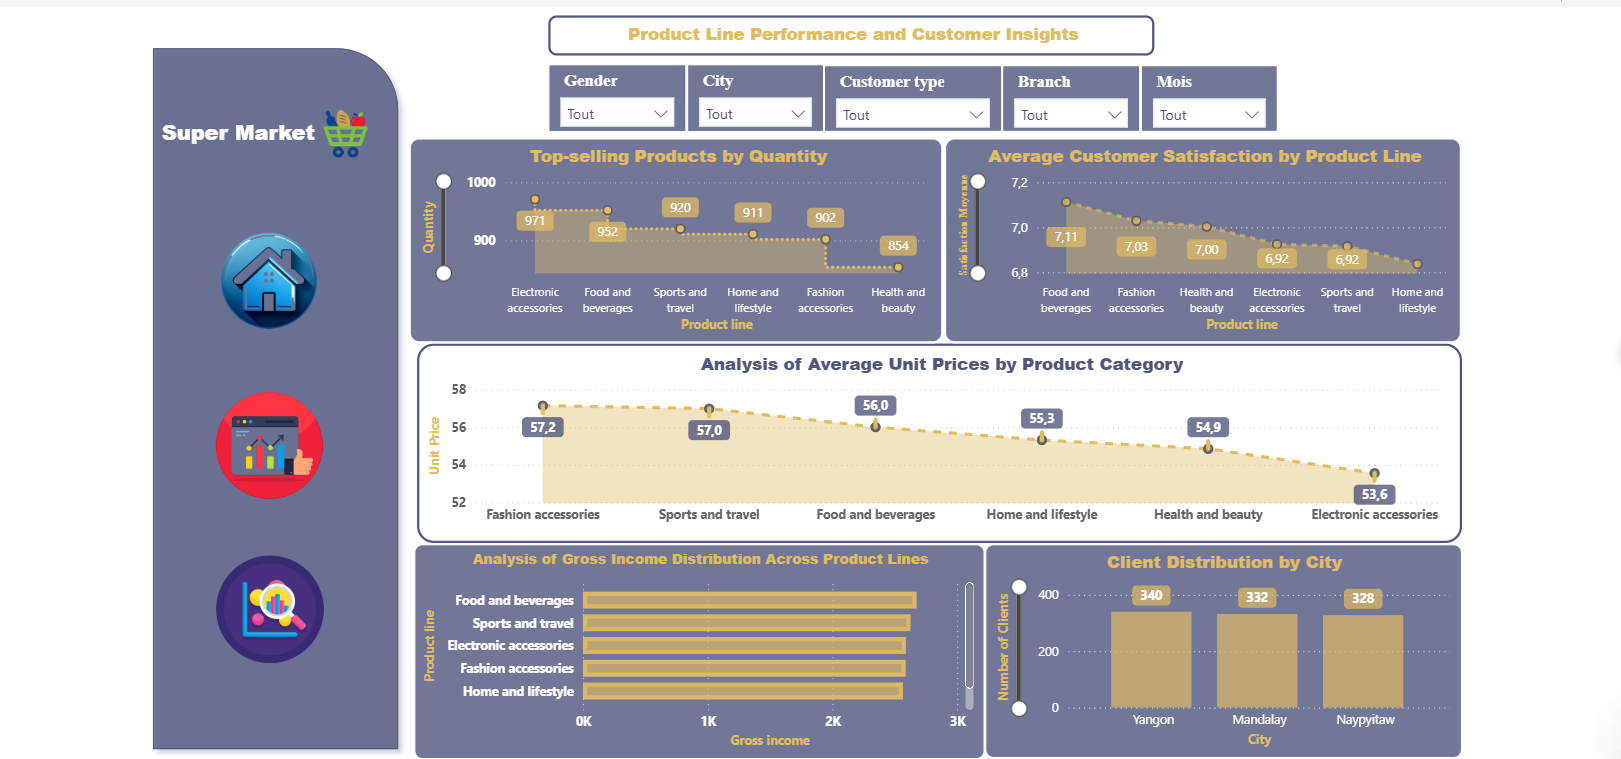 Product Line Performance and Customer Insights
Super Market
Gender
City
Customer type
Branch
Mois
Tout
Tout
Tout
Tout
Tout
Top-selling Products by Quantity
Quantity
1000
900
971
952
920
911
902
854
Electronic accessories
Food and beverages
Sports and travel
Home and lifestyle
Fashion accessories
Health and beauty
Product line
Average Customer Satisfaction by Product Line
Satisfaction Moyenne
7,2
7,0
6,8
7,11
7,03
7,00
6,92
6,92
Food and beverages
Fashion accessories
Health and beauty
Electronic accessories
Sports and travel
Home and lifestyle
Product line
Analysis of Average Unit Prices by Product Category
Unit Price
58
56
54
52
57,2
57,0
56,0
55,3
54,9
53,6
Fashion accessories
Sports and travel
Food and beverages
Home and lifestyle
Health and beauty
Electronic accessories
Analysis of Gross Income Distribution Across Product Lines
Product line
Food and beverages
Sports and travel
Electronic accessories
Fashion accessories
Home and lifestyle
0K
1K
2K
3K
Gross income
Client Distribution by City
Number of Clients
400
200
0
340
332
328
Yangon
Mandalay
Naypyitaw
City